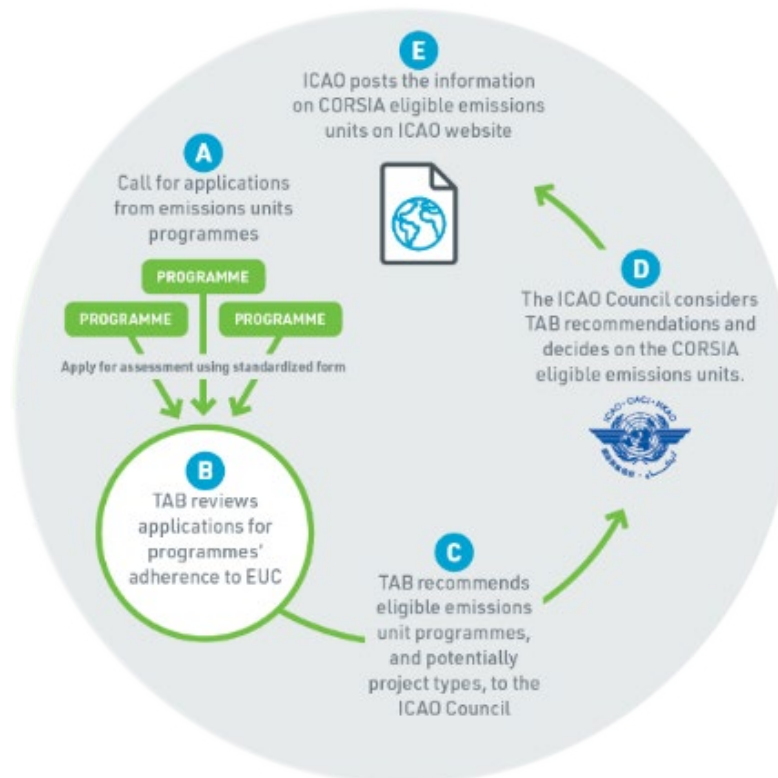 E
ICAO posts the information
on CORSIA eligible emissions
units on ICAO website
A
Call for applications
from emissions units
programmes
PROGRAMME
PROGRAMME
PROGRAMME
Apply for assessment using standardized form
B
TAB reviews
applications for
programmes'
adherence to EUC
C
TAB recommends
eligible emissions
unit programmes,
and potentially
project types, to the
ICAO Council
D
The ICAO Council considers
TAB recommendations and
decides on the CORSIA
eligible emissions units.
ICAO · OACI · ИКАО